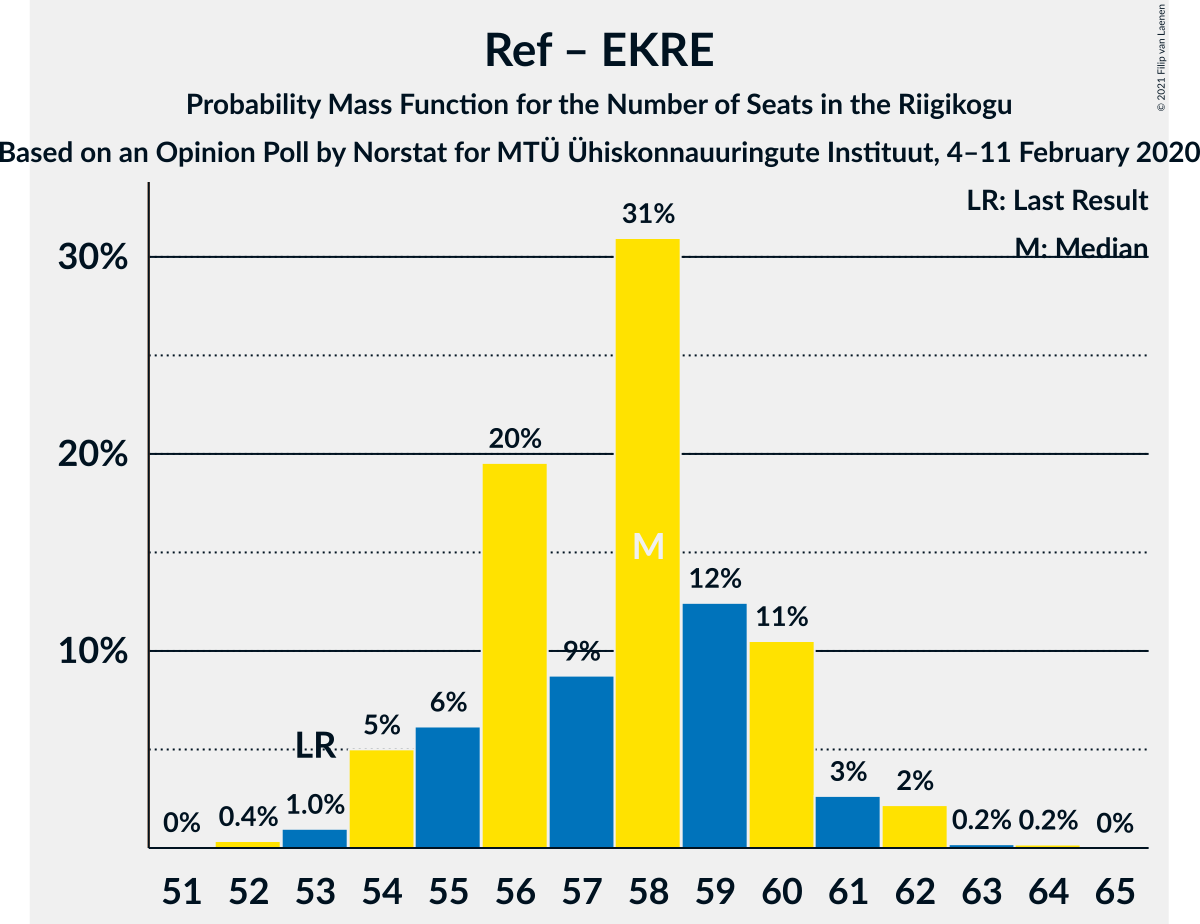 Ref – EKRE
Probability Mass Function for the Number of Seats in the Riigikogu
Based on an Opinion Poll by Norstat for MTÜ Ühiskonnauuringute Instituut, 4–11 February 2020
© 2021 Filip van Laenen
LR: Last Result
M: Median
30%
20%
10%
0%
0.4%
1.0%
LR
5%
6%
20%
9%
31%
M
12%
11%
3%
2%
0.2%
0.2%
0%
51 52 53 54 55 56 57 58 59 60 61 62 63 64 65